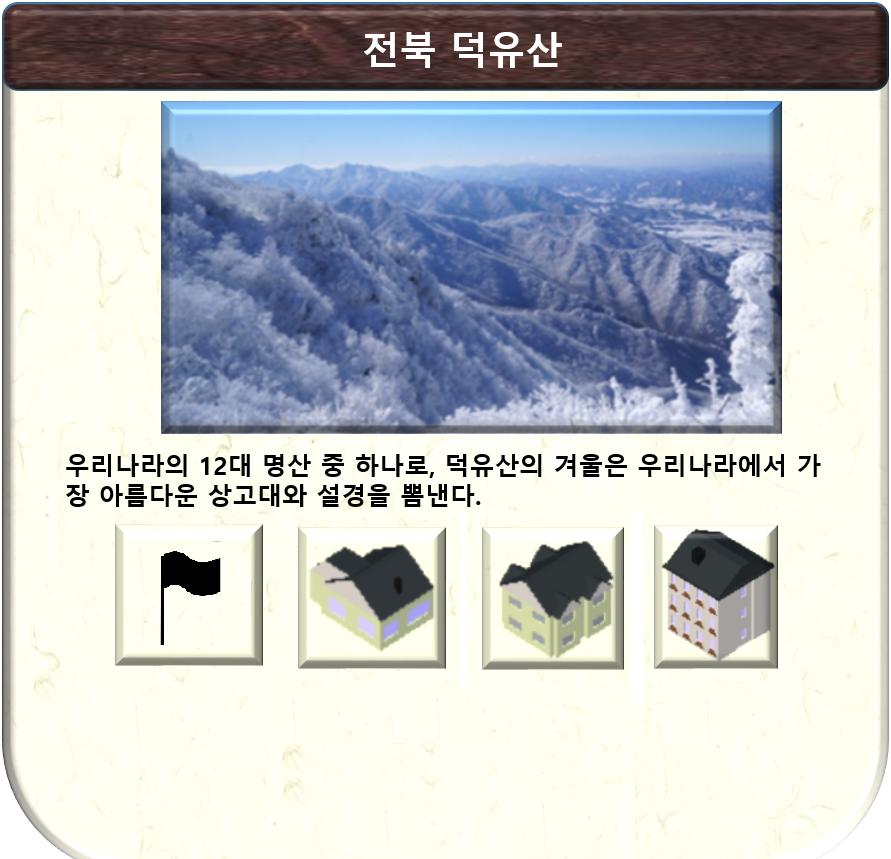 전북 덕유산
우리나라의 12대 명산 중 하나로, 덕유산의 겨울은 우리나라에서 가
장 아름다운 상고대와 설경을 뽐낸다.